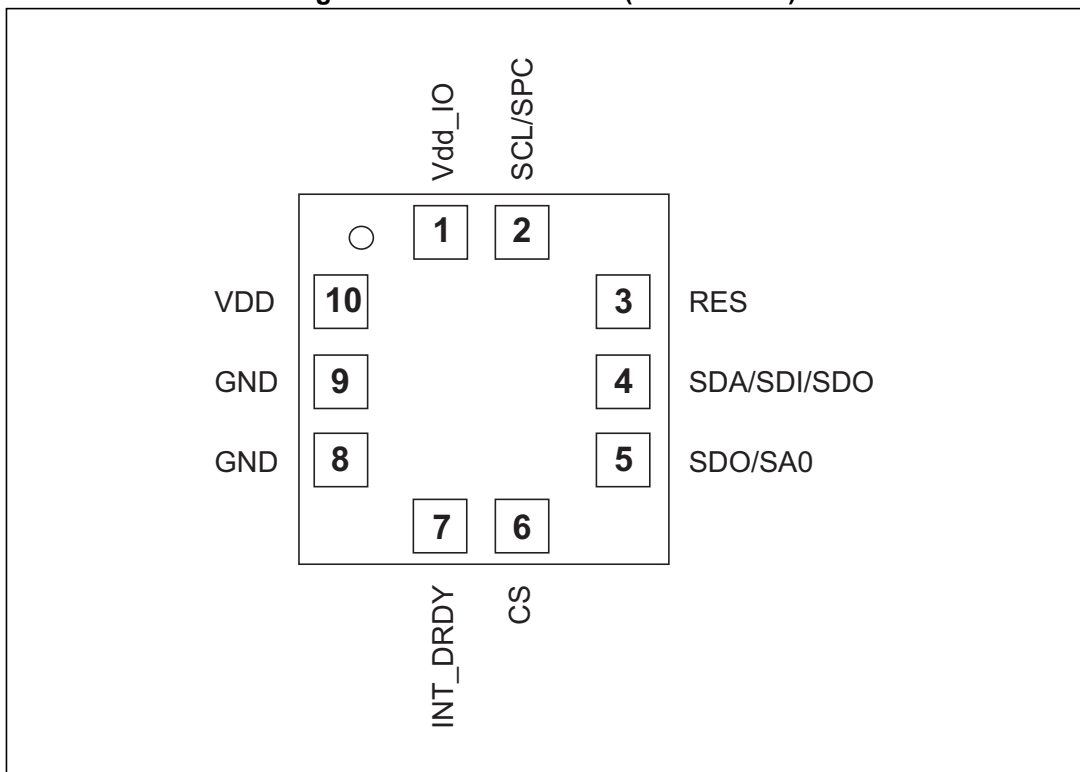 Vdd_IO
SCL/SPC
1 2
VDD 10 3 RES
GND 9 4 SDA/SDI/SDO
GND 8 5 SDO/SA0
7 6
INT_DRDY
CS